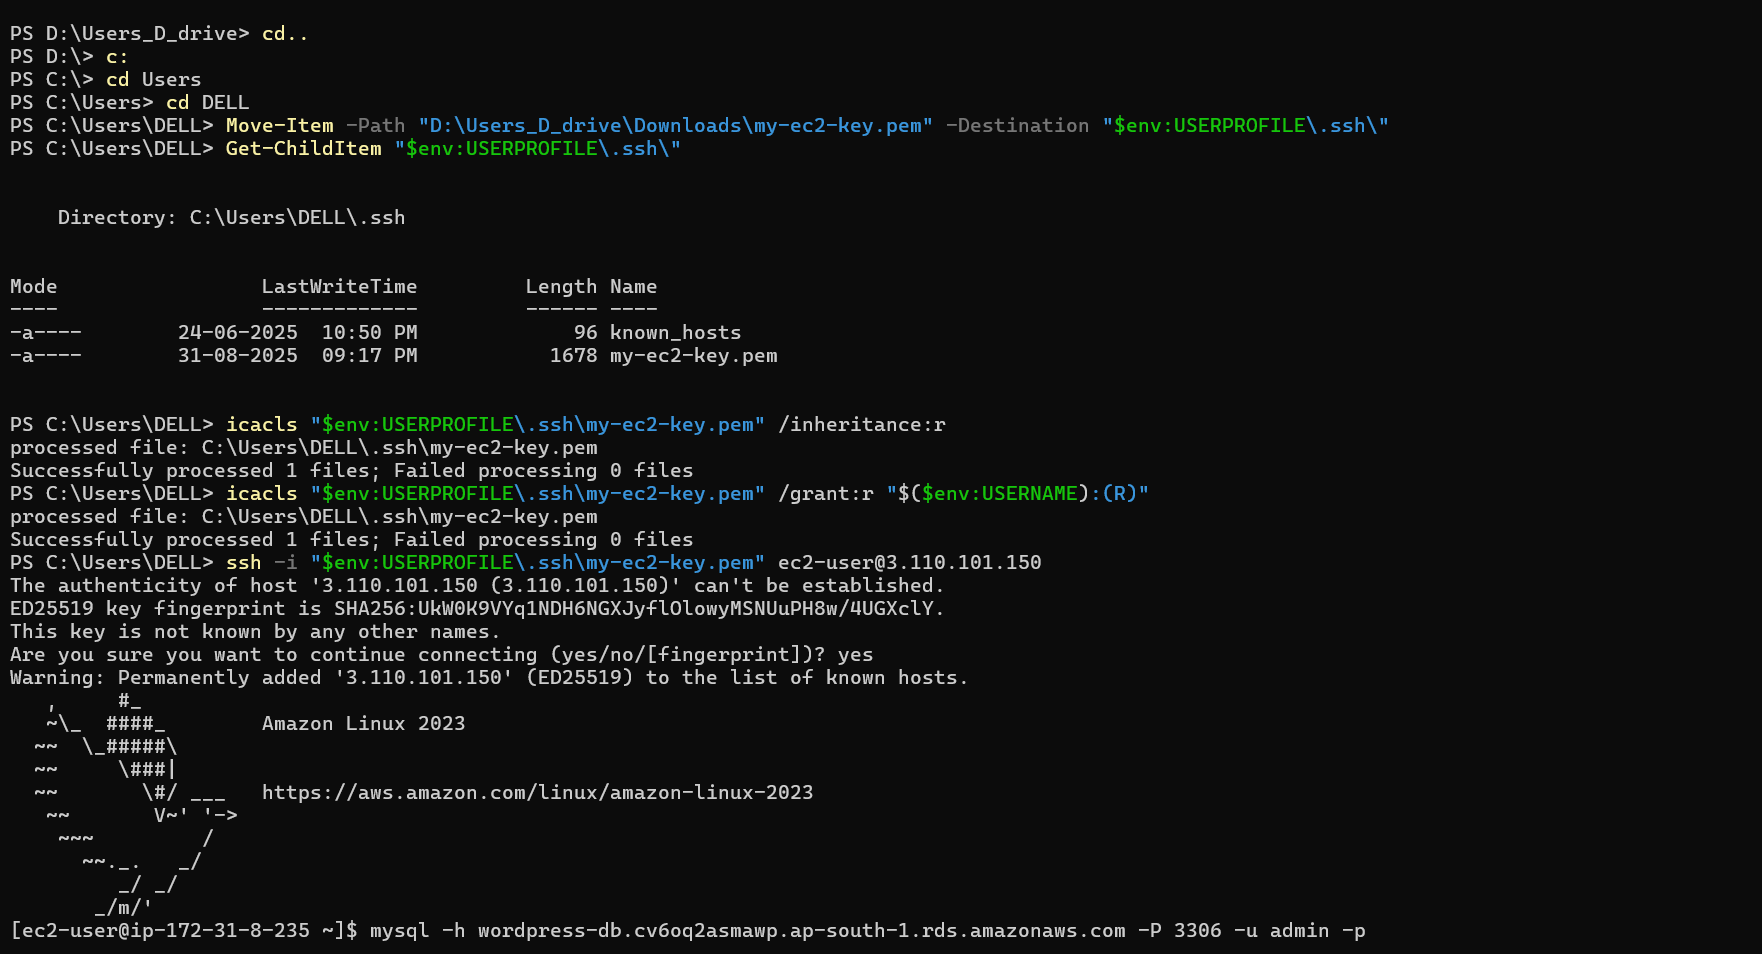 PS D:\Users_D_drive> cd..
PS D:\> c:
PS C:\> cd Users
PS C:\Users> cd DELL
PS C:\Users\DELL> Move-Item -Path "D:\Users_D_drive\Downloads\my-ec2-key.pem" -Destination "$env:USERPROFILE\.ssh\"
PS C:\Users\DELL> Get-ChildItem "$env:USERPROFILE\.ssh\"
    Directory: C:\Users\DELL\.ssh
Mode                 LastWriteTime         Length Name
----                 -------------         ------ ----
-a----        24-06-2025  10:50 PM             96 known_hosts
-a----        31-08-2025  09:17 PM           1678 my-ec2-key.pem
PS C:\Users\DELL> icacls "$env:USERPROFILE\.ssh\my-ec2-key.pem" /inheritance:r
processed file: C:\Users\DELL\.ssh\my-ec2-key.pem
Successfully processed 1 files; Failed processing 0 files
PS C:\Users\DELL> icacls "$env:USERPROFILE\.ssh\my-ec2-key.pem" /grant:r "$($env:USERNAME):(R)"
processed file: C:\Users\DELL\.ssh\my-ec2-key.pem
Successfully processed 1 files; Failed processing 0 files
PS C:\Users\DELL> ssh -i "$env:USERPROFILE\.ssh\my-ec2-key.pem" ec2-user@3.110.101.150
The authenticity of host '3.110.101.150 (3.110.101.150)' can't be established.
ED25519 key fingerprint is SHA256:UkW0K9VYq1NDH6NGXJyflOlowyMSNUuPH8w/4UGXclY.
This key is not known by any other names.
Are you sure you want to continue connecting (yes/no/[fingerprint])? yes
Warning: Permanently added '3.110.101.150' (ED25519) to the list of known hosts.
   ,     #_
   ~\_  ####_        Amazon Linux 2023
  ~~  \_#####\
  ~~     \###|
  ~~       \#/ ___   https://aws.amazon.com/linux/amazon-linux-2023
   ~~       V~' '->
    ~~~         /
      ~~._.   _/
         _/ _/
       _/m/'
[ec2-user@ip-172-31-8-235 ~]$ mysql -h wordpress-db.cv6oq2asmawp.ap-south-1.rds.amazonaws.com -P 3306 -u admin -p